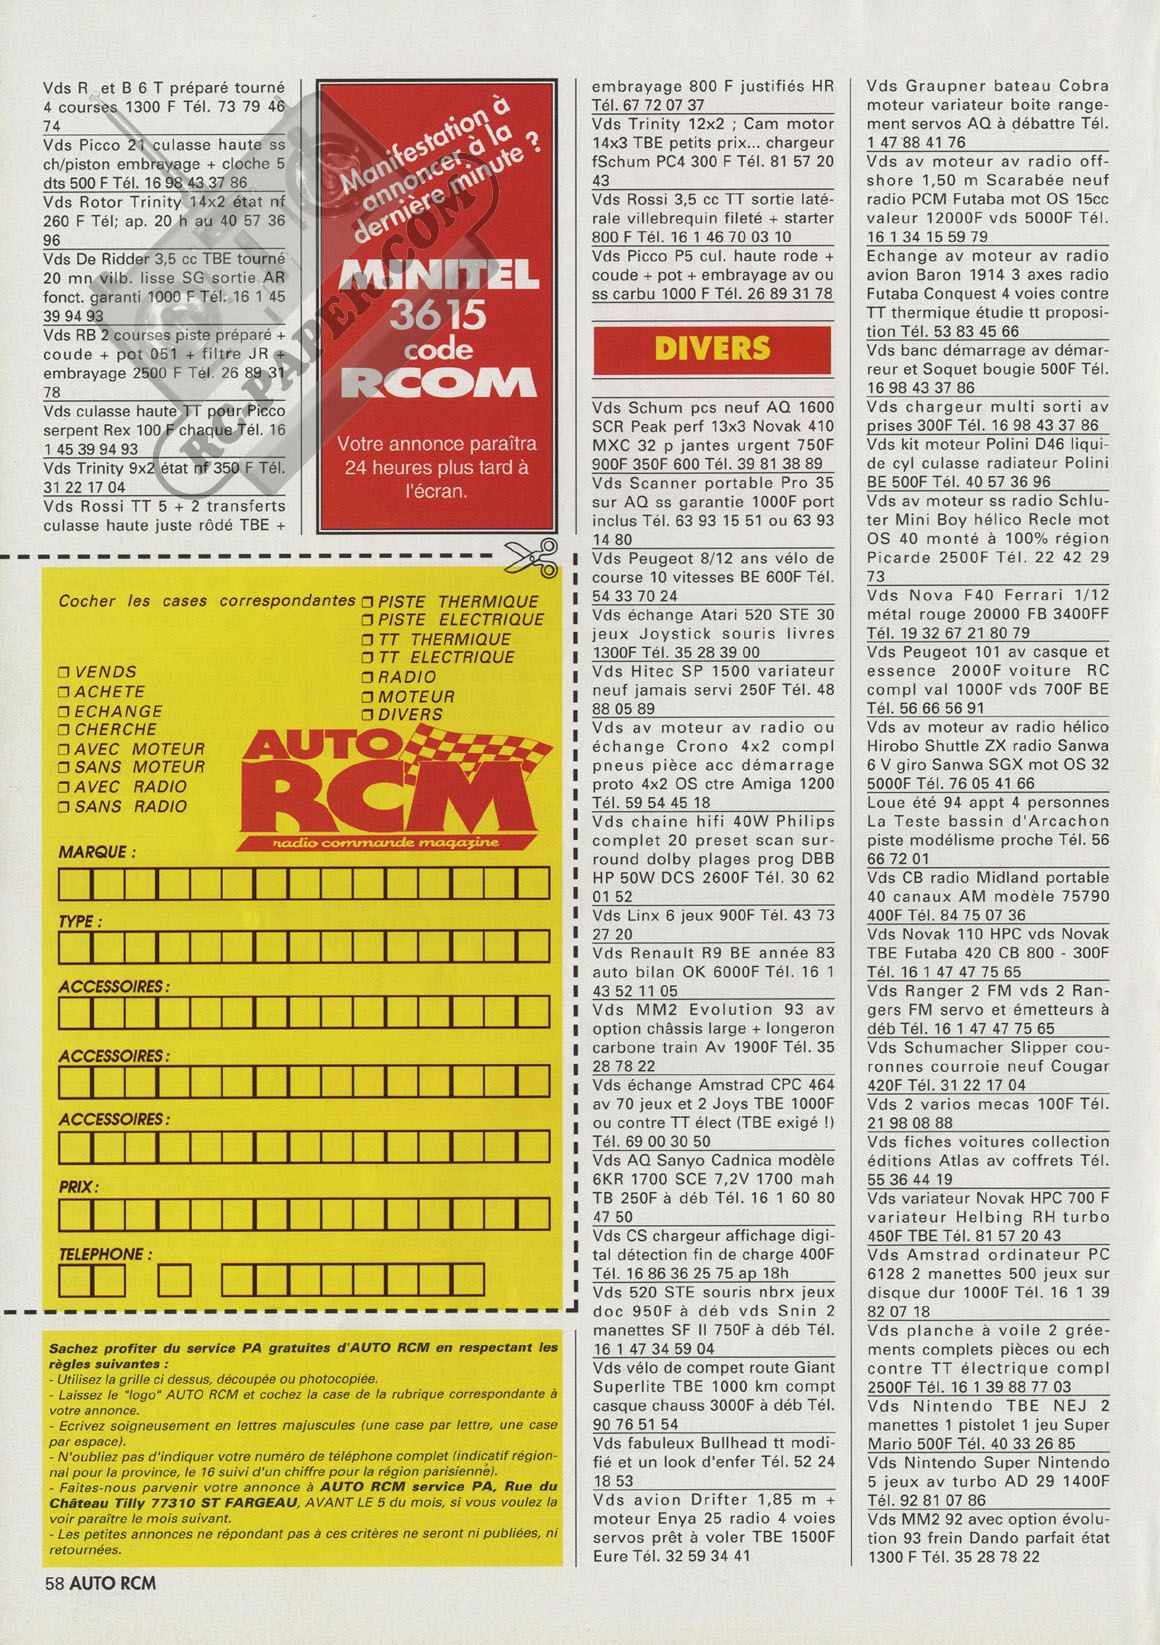 Vds R et B 6 T préparé tourné
4 courses 1300 F Tél. 73 79 46
74
Vds Picco 21 culasse haute ss
ch/piston embrayage + cloche 5
dts 500 F Tél. 16 98 43 37 86
Vds Rotor Trinity 14x2 état nf
260 F Tél; ap. 20 h au 40 57 36
96
Vds De Ridder 3,5 cc TBE tourné
20 mn vilb. lisse SG sortie AR
fonct. garanti 1000 F Tél. 16 1 45
39 94 93
Vds RB 2 courses piste préparé +
coude + pot 051 + filtre JR +
embrayage 2500 F Tél. 26 89 31
78
Vds culasse haute TT pour Picco
serpent Rex 100 F chaque Tél. 16
1 45 39 94 93
Vds Trinity 9x2 état nf 350 F Tél.
31 22 17 04
Vds Rossi TT 5 + 2 transferts
culasse haute juste rôdé TBE +
Manifestation à
annoncer à la
dernière minute ?
MINITEL
3615
code
RCOM
Votre annonce paraîtra
24 heures plus tard à
l'écran.
RC-PAPER.COM
Cocher les cases correspondantes
PISTE THERMIQUE
PISTE ELECTRIQUE
TT THERMIQUE
TT ELECTRIQUE
RADIO
MOTEUR
DIVERS
VENDS
ACHETE
ECHANGE
CHERCHE
AVEC MOTEUR
SANS MOTEUR
AVEC RADIO
SANS RADIO
AUTO
RCM
radio commande magazine
MARQUE :
TYPE :
ACCESSOIRES :
ACCESSOIRES :
ACCESSOIRES :
PRIX :
TELEPHONE :
Sachez profiter du service PA gratuites d'AUTO RCM en respectant les
règles suivantes :
- Utilisez la grille ci dessus, découpée ou photocopiée.
- Laissez le "logo" AUTO RCM et cochez la case de la rubrique correspondante à
votre annonce.
- Ecrivez soigneusement en lettres majuscules (une case par lettre, une case
par espace).
- N'oubliez pas d'indiquer votre numéro de téléphone complet (indicatif région-
nal pour la province, le 16 suivi d'un chiffre pour la région parisienne).
- Faites-nous parvenir votre annonce à AUTO RCM service PA, Rue du
Château Tilly 77310 ST FARGEAU, AVANT LE 5 du mois, si vous voulez la
voir paraître le mois suivant.
- Les petites annonces ne répondant pas à ces critères ne seront ni publiées, ni
retournées.
58 AUTO RCM
embrayage 800 F justifiés HR
Tél. 67 72 07 37
Vds Trinity 12x2 ; Cam motor
14x3 TBE petits prix... chargeur
fSchum PC4 300 F Tél. 81 57 20
43
Vds Rossi 3,5 cc TT sortie laté-
rale villebrequin fileté + starter
800 F Tél. 16 1 46 70 03 10
Vds Picco P5 cul. haute rode +
coude + pot + embrayage av ou
ss carbu 1000 F Tél. 26 89 31 78
DIVERS
Vds Schum pcs neuf AQ 1600
SCR Peak perf 13x3 Novak 410
MXC 32 p jantes urgent 750F
900F 350F 600 Tél. 39 81 38 89
Vds Scanner portable Pro 35
sur AQ ss garantie 1000F port
inclus Tél. 63 93 15 51 ou 63 93
14 80
Vds Peugeot 8/12 ans vélo de
course 10 vitesses BE 600F Tél.
54 33 70 24
Vds échange Atari 520 STE 30
jeux Joystick souris livres
1300F Tél. 35 28 39 00
Vds Hitec SP 1500 variateur
neuf jamais servi 250F Tél. 48
88 05 89
Vds av moteur av radio ou
échange Crono 4x2 compl
pneus pièce acc démarrage
proto 4x2 OS ctre Amiga 1200
Tél. 59 54 45 18
Vds chaine hifi 40W Philips
complet 20 preset scan sur-
round dolby plages prog DBB
HP 50W DCS 2600F Tél. 30 62
01 52
Vds Linx 6 jeux 900F Tél. 43 73
27 20
Vds Renault R9 BE année 83
auto bilan OK 6000F Tél. 16 1
43 52 11 05
Vds MM2 Evolution 93 av
option châssis large + longeron
carbone train Av 1900F Tél. 35
28 78 22
Vds échange Amstrad CPC 464
av 70 jeux et 2 Joys TBE 1000F
ou contre TT élect (TBE exigé !)
Tél. 69 00 30 50
Vds AQ Sanyo Cadnica modèle
6KR 1700 SCE 7,2V 1700 mah
TB 250F à déb Tél. 16 1 60 80
47 50
Vds CS chargeur affichage digi-
tal détection fin de charge 400F
Tél. 16 86 36 25 75 ap 18h
Vds 520 STE souris nbrx jeux
doc 950F à déb vds Snin 2
manettes SF II 750F à déb Tél.
16 1 47 34 59 04
Vds vélo de compet route Giant
Superlite TBE 1000 km compt
casque chauss 3000F à déb Tél.
90 76 51 54
Vds fabuleux Bullhead tt modi-
fié et un look d'enfer Tél. 52 24
18 53
Vds avion Drifter 1,85 m +
moteur Enya 25 radio 4 voies
servos prêt à voler TBE 1500F
Eure Tél. 32 59 34 41
Vds Graupner bateau Cobra
moteur variateur boite range-
ment servos AQ à débattre Tél.
1 47 88 41 76
Vds av moteur av radio off-
shore 1,50 m Scarabée neuf
radio PCM Futaba mot OS 15cc
valeur 12000F vds 5000F Tél.
16 1 34 15 59 79
Echange av moteur av radio
avion Baron 1914 3 axes radio
Futaba Conquest 4 voies contre
TT thermique étudie tt proposi-
tion Tél. 53 83 45 66
Vds banc démarrage av démar-
reur et Soquet bougie 500F Tél.
16 98 43 37 86
Vds chargeur multi sorti av
prises 300F Tél. 16 98 43 37 86
Vds kit moteur Polini D46 liqui-
de cyl culasse radiateur Polini
BE 500F Tél. 40 57 36 96
Vds av moteur ss radio Schlu-
ter Mini Boy hélico Recle mot
OS 40 monté à 100% région
Picarde 2500F Tél. 22 42 29
73
Vds Nova F40 Ferrari 1/12
métal rouge 20000 FB 3400FF
Tél. 19 32 67 21 80 79
Vds Peugeot 101 av casque et
essence 2000F voiture RC
compl val 1000F vds 700F BE
Tél. 56 66 56 91
Vds av moteur av radio hélico
Hirobo Shuttle ZX radio Sanwa
6 V giro Sanwa SGX mot OS 32
5000F Tél. 76 05 41 66
Loue été 94 appt 4 personnes
La Teste bassin d'Arcachon
piste modélisme proche Tél. 56
66 72 01
Vds CB radio Midland portable
40 canaux AM modèle 75790
400F Tél. 84 75 07 36
Vds Novak 110 HPC vds Novak
TBE Futaba 420 CB 800 - 300F
Tél. 16 1 47 47 75 65
Vds Ranger 2 FM vds 2 Ran-
gers FM servo et émetteurs à
déb Tél. 16 1 47 47 75 65
Vds Schumacher Slipper cou-
ronnes courroie neuf Cougar
420F Tél. 31 22 17 04
Vds 2 varios mecas 100F Tél.
21 98 08 88
Vds fiches voitures collection
éditions Atlas av coffrets Tél.
55 36 44 19
Vds variateur Novak HPC 700 F
variateur Helbing RH turbo
450F TBE Tél. 81 57 20 43
Vds Amstrad ordinateur PC
6128 2 manettes 500 jeux sur
disque dur 1000F Tél. 16 1 39
82 07 18
Vds planche à voile 2 grée-
ments complets pièces ou ech
contre TT électrique compl
2500F Tél. 16 1 39 88 77 03
Vds Nintendo TBE NEJ 2
manettes 1 pistolet 1 jeu Super
Mario 500F Tél. 40 33 26 85
Vds Nintendo Super Nintendo
5 jeux av turbo AD 29 1400F
Tél. 92 81 07 86
Vds MM2 92 avec option évolu-
tion 93 frein Dando parfait état
1300 F Tél. 35 28 78 22